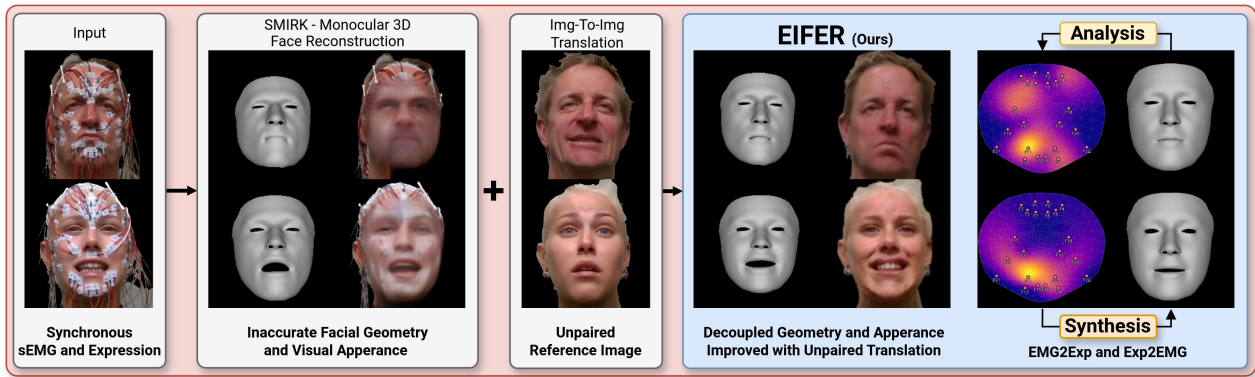 Input
SMIRK - Monocular 3D
Face Reconstruction
Img-To-Img
Translation
EIFER (Ours)
Analysis
Synchronous
sEMG and Expression
Inaccurate Facial Geometry
and Visual Apperance
Unpaired
Reference Image
Decoupled Geometry and Apperance
Improved with Unpaired Translation
Synthesis
EMG2Exp and Exp2EMG